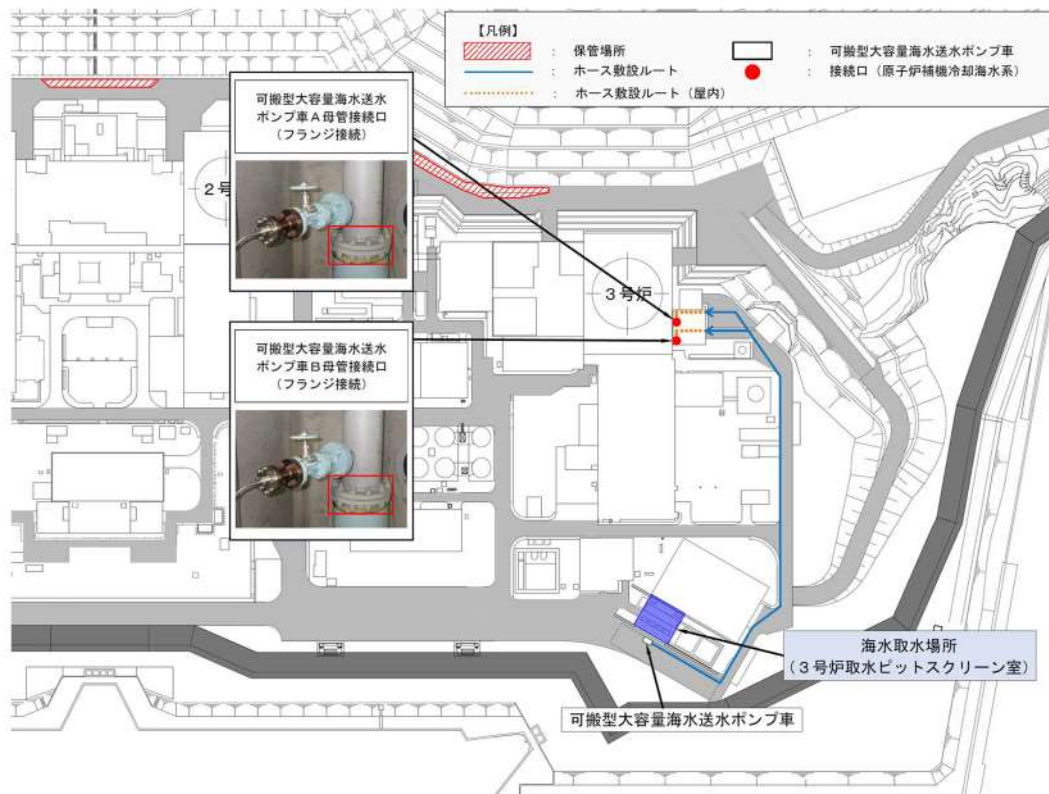 【凡例】
： 保管場所
： ホース敷設ルート
： ホース敷設ルート（屋内）
： 可搬型大容量海水送水ポンプ車
： 接続口（原子炉補機冷却海水系）
可搬型大容量海水送水
ポンプ車Ａ母管接続口
（フランジ接続）
２号
３号炉
可搬型大容量海水送水
ポンプ車Ｂ母管接続口
（フランジ接続）
海水取水場所
（３号炉取水ピットスクリーン室）
可搬型大容量海水送水ポンプ車